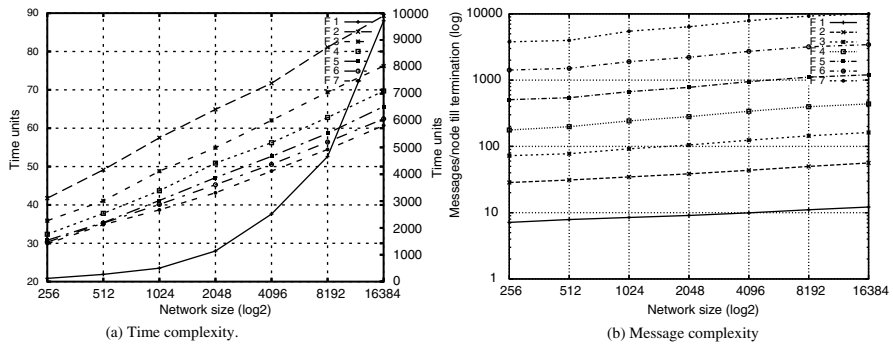 90
80
70
60
50
40
30
20
Time units
10000
9000
8000
7000
6000
5000
4000
3000
2000
1000
0
Time units
F 1
F 2
F 3
F 4
F 5
F 6
F 7
256 512 1024 2048 4096 8192 16384
Network size (log2)
(a) Time complexity.
10000
1000
100
10
1
Messages/node till termination (log)
F 1
F 2
F 3
F 4
F 5
F 6
F 7
256 512 1024 2048 4096 8192 16384
Network size (log2)
(b) Message complexity